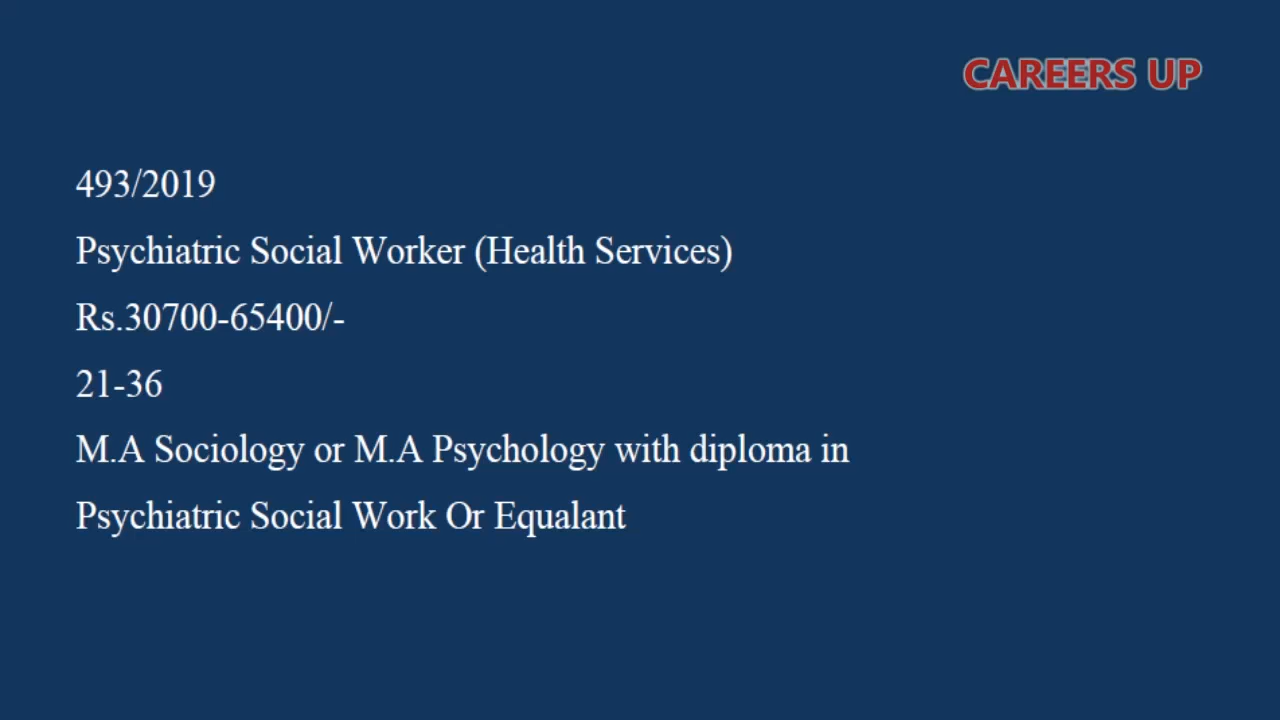 CAREERS UP
493/2019
Psychiatric Social Worker (Health Services)
Rs.30700-65400/-
21-36
M.A Sociology or M.A Psychology with diploma in
Psychiatric Social Work Or Equalant